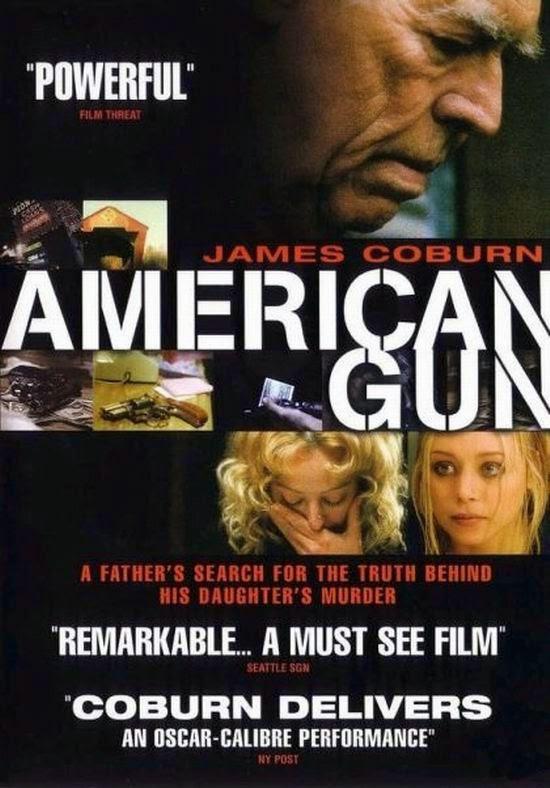 "POWERFUL"
FILM THREAT
JAMES COBURN
AMERICAN
GUN
A FATHER'S SEARCH FOR THE TRUTH BEHIND
HIS DAUGHTER'S MURDER
"REMARKABLE... A MUST SEE FILM"
SEATTLE SGN
"COBURN DELIVERS
AN OSCAR-CALIBRE PERFORMANCE"
NY POST